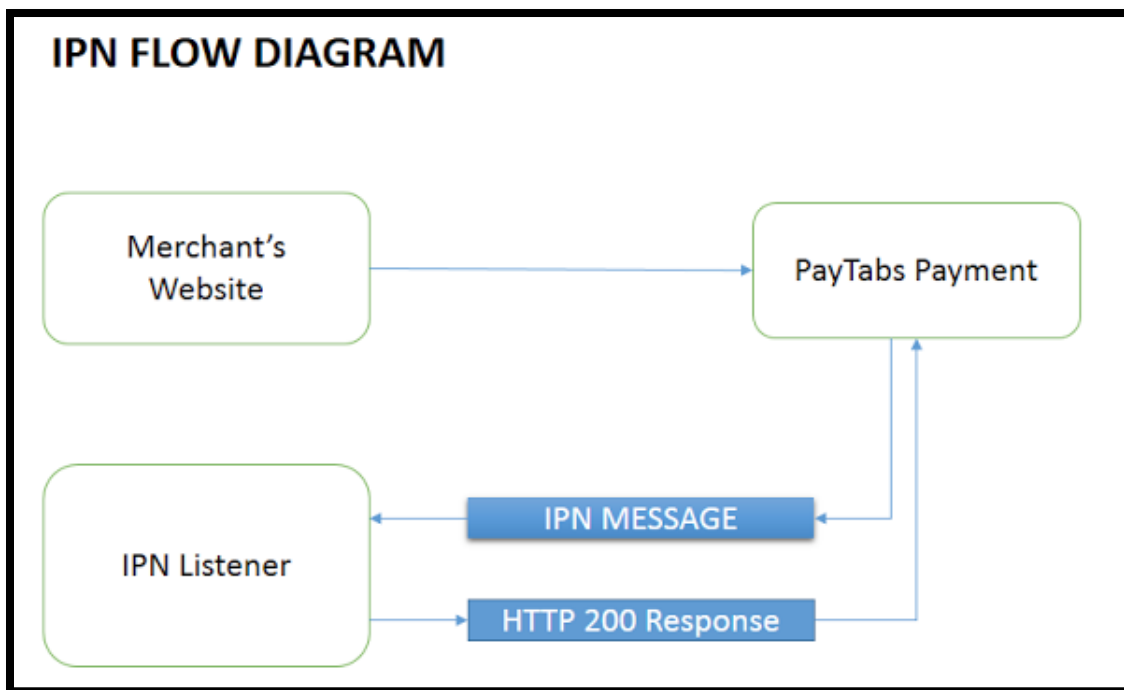 IPN FLOW DIAGRAM
Merchant’s
Website
PayTabs Payment
IPN MESSAGE
IPN Listener
HTTP 200 Response